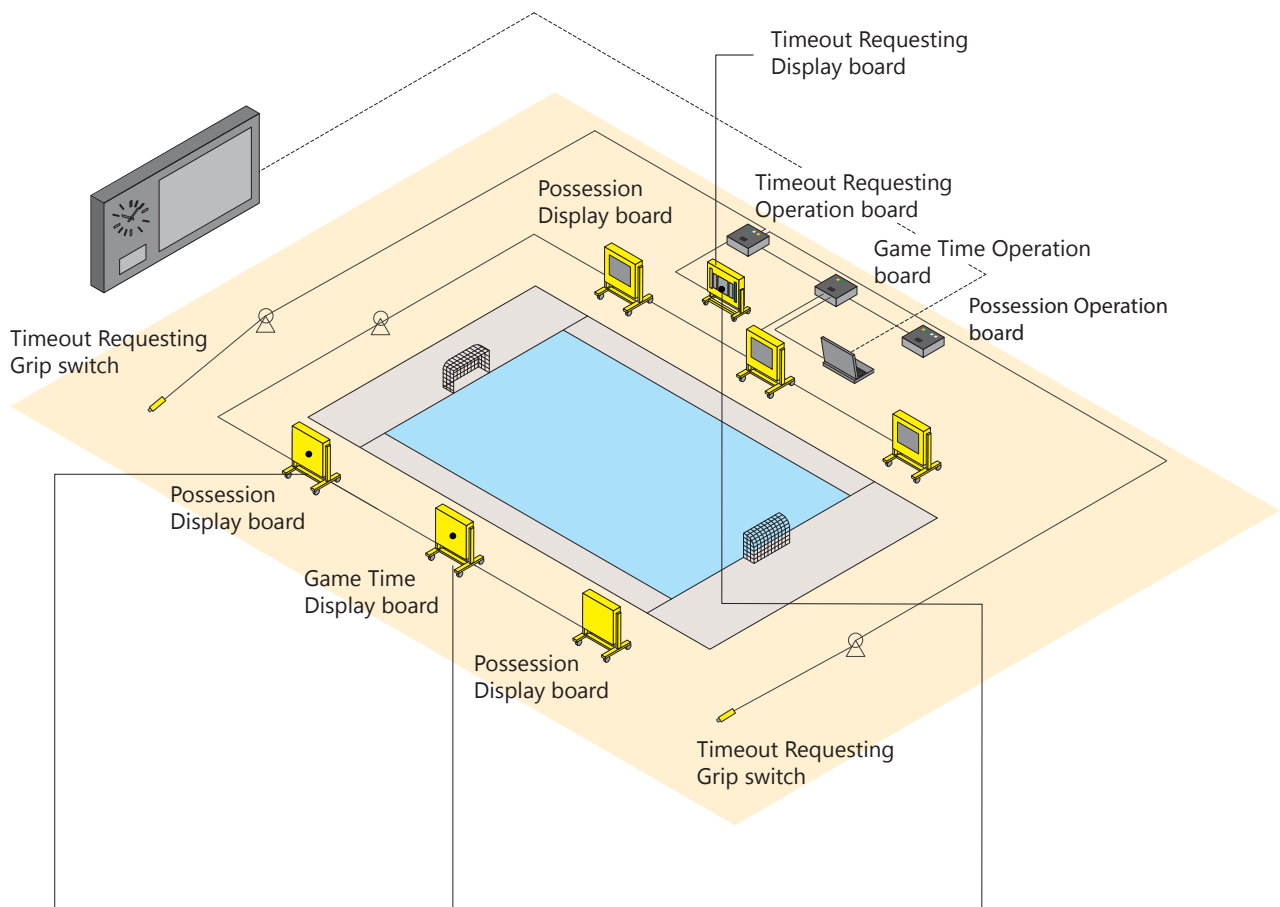 Timeout Requesting
Display board
Possession
Display board
Timeout Requesting
Operation board
Game Time Operation
board
Possession Operation
board
Timeout Requesting
Grip switch
Possession
Display board
Game Time
Display board
Possession
Display board
Timeout Requesting
Grip switch